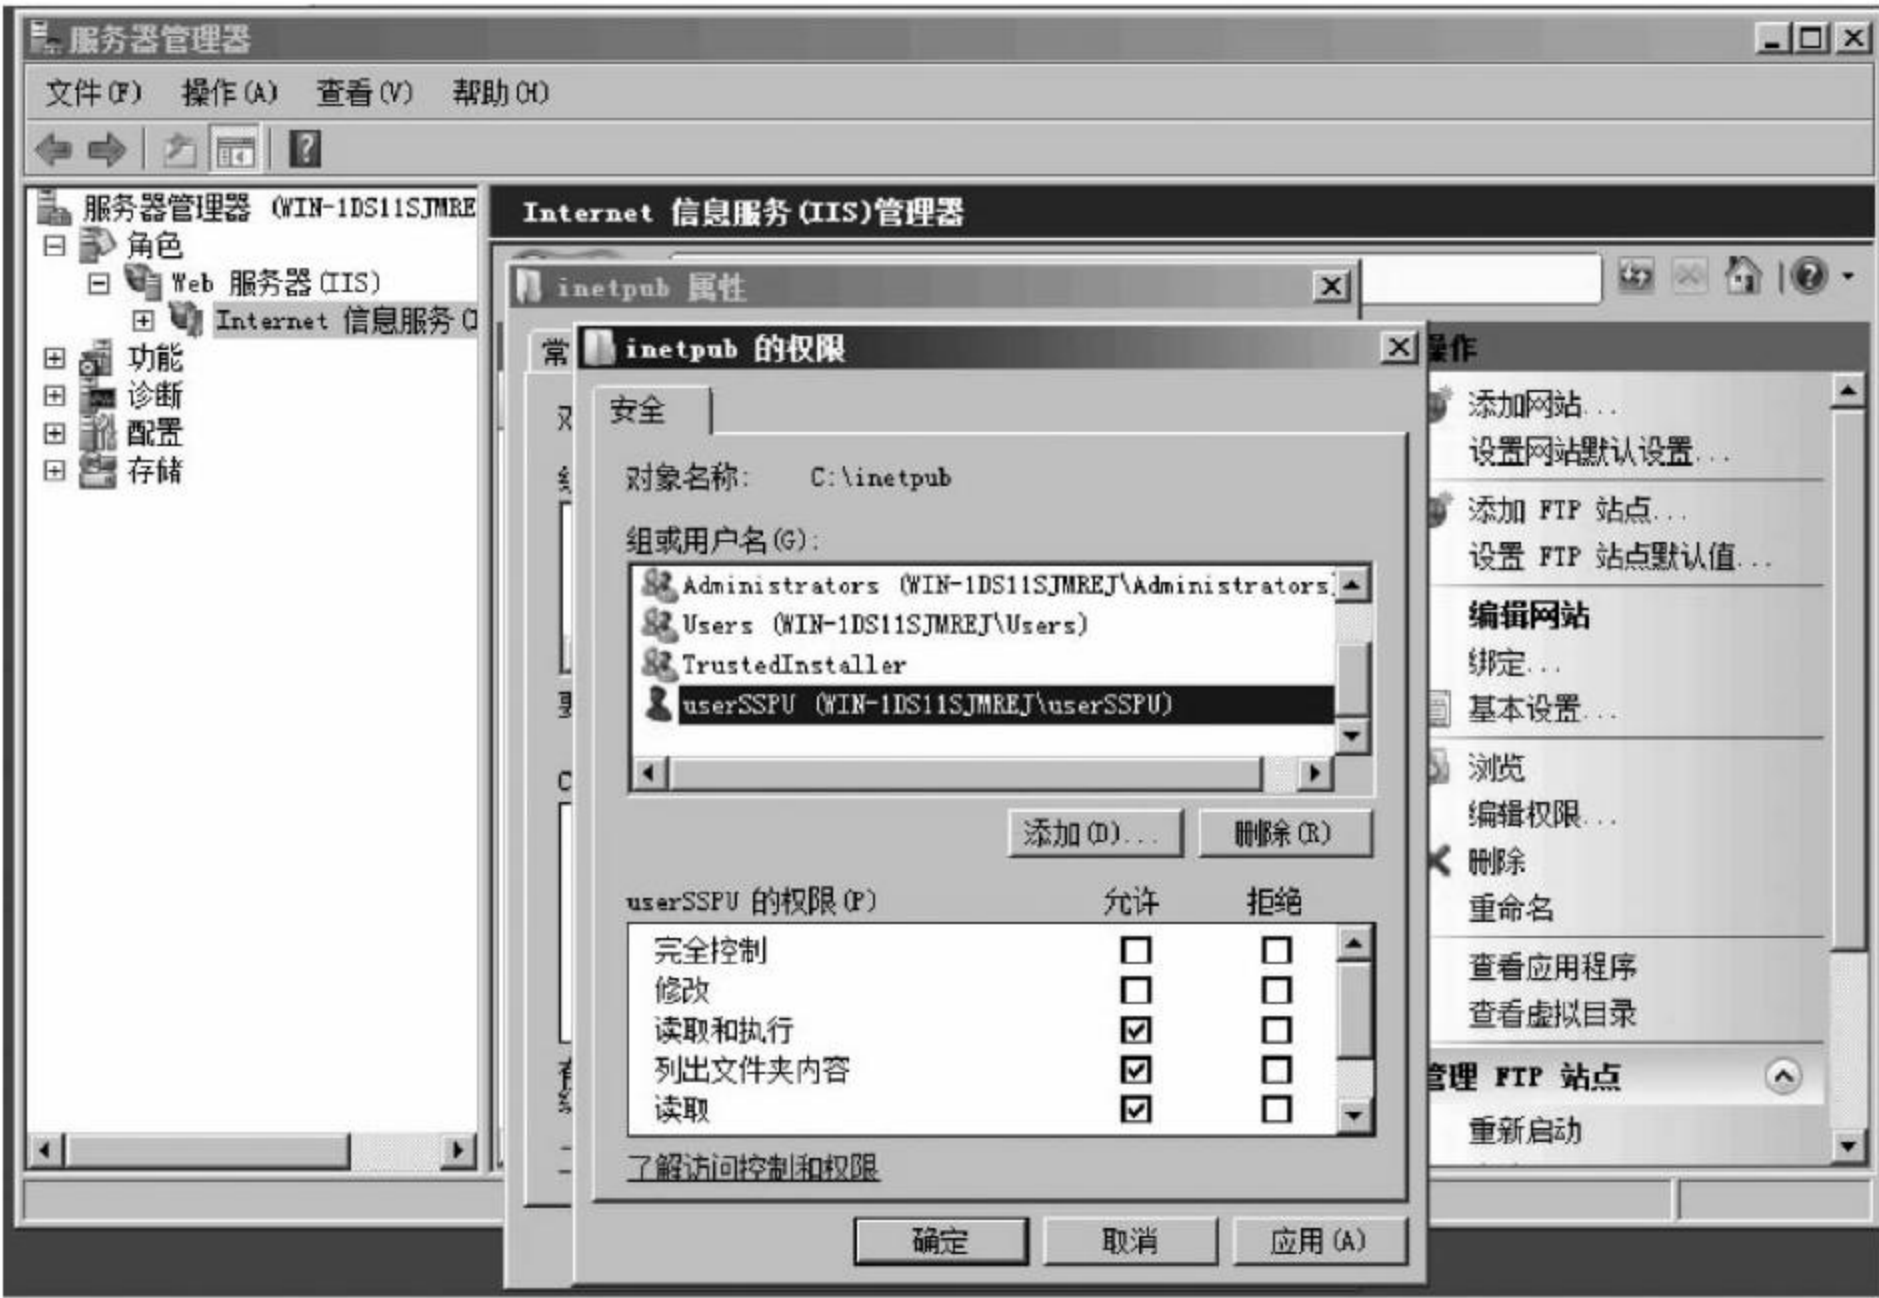 服务器管理器
文件(F) 操作(A) 查看(V) 帮助(H)
服务器管理器 (WIN-1DS11SJMRE
角色
Web 服务器(IIS)
Internet 信息服务(I
功能
诊断
配置
存储
Internet 信息服务(IIS)管理器
inetpub 属性
常
inetpub 的权限
安全
对象名称: C:\inetpub
组或用户名(G):
Administrators (WIN-1DS11SJMREJ\Administrators)
Users (WIN-1DS11SJMREJ\Users)
TrustedInstaller
userSSPU (WIN-1DS11SJMREJ\userSSPU)
添加(D)... 删除(R)
userSSPU 的权限(P) 允许 拒绝
完全控制
修改
读取和执行
列出文件夹内容
读取
了解访问控制和权限
确定 取消 应用(A)
操作
添加网站...
设置网站默认设置...
添加 FTP 站点...
设置 FTP 站点默认值...
编辑网站
绑定...
基本设置...
浏览
编辑权限...
删除
重命名
查看应用程序
查看虚拟目录
管理 FTP 站点
重新启动